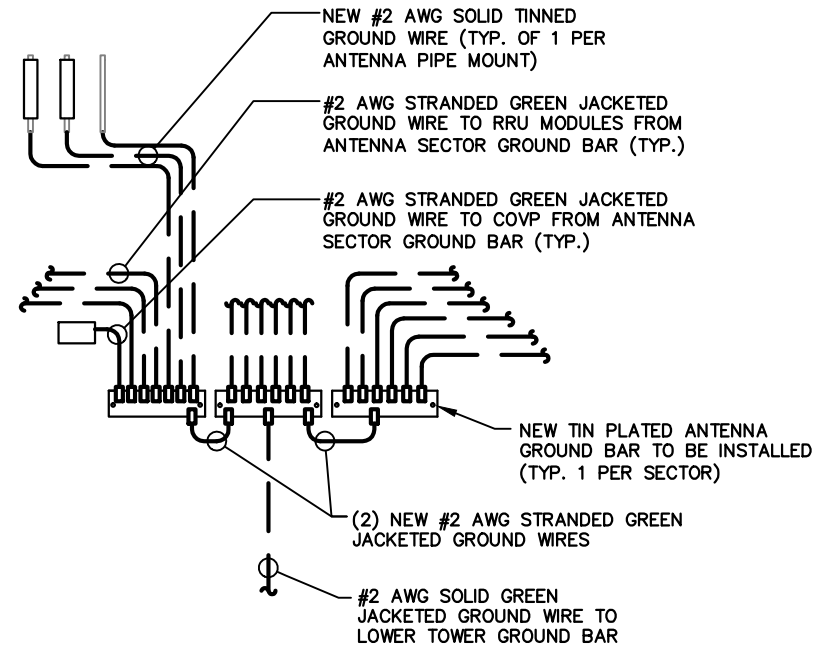 NEW #2 AWG SOLID TINNED
GROUND WIRE (TYP. OF 1 PER
ANTENNA PIPE MOUNT)
#2 AWG STRANDED GREEN JACKETED
GROUND WIRE TO RRU MODULES FROM
ANTENNA SECTOR GROUND BAR (TYP.)
#2 AWG STRANDED GREEN JACKETED
GROUND WIRE TO COVP FROM ANTENNA
SECTOR GROUND BAR (TYP.)
NEW TIN PLATED ANTENNA
GROUND BAR TO BE INSTALLED
(TYP. 1 PER SECTOR)
(2) NEW #2 AWG STRANDED GREEN
JACKETED GROUND WIRES
#2 AWG SOLID GREEN
JACKETED GROUND WIRE TO
LOWER TOWER GROUND BAR